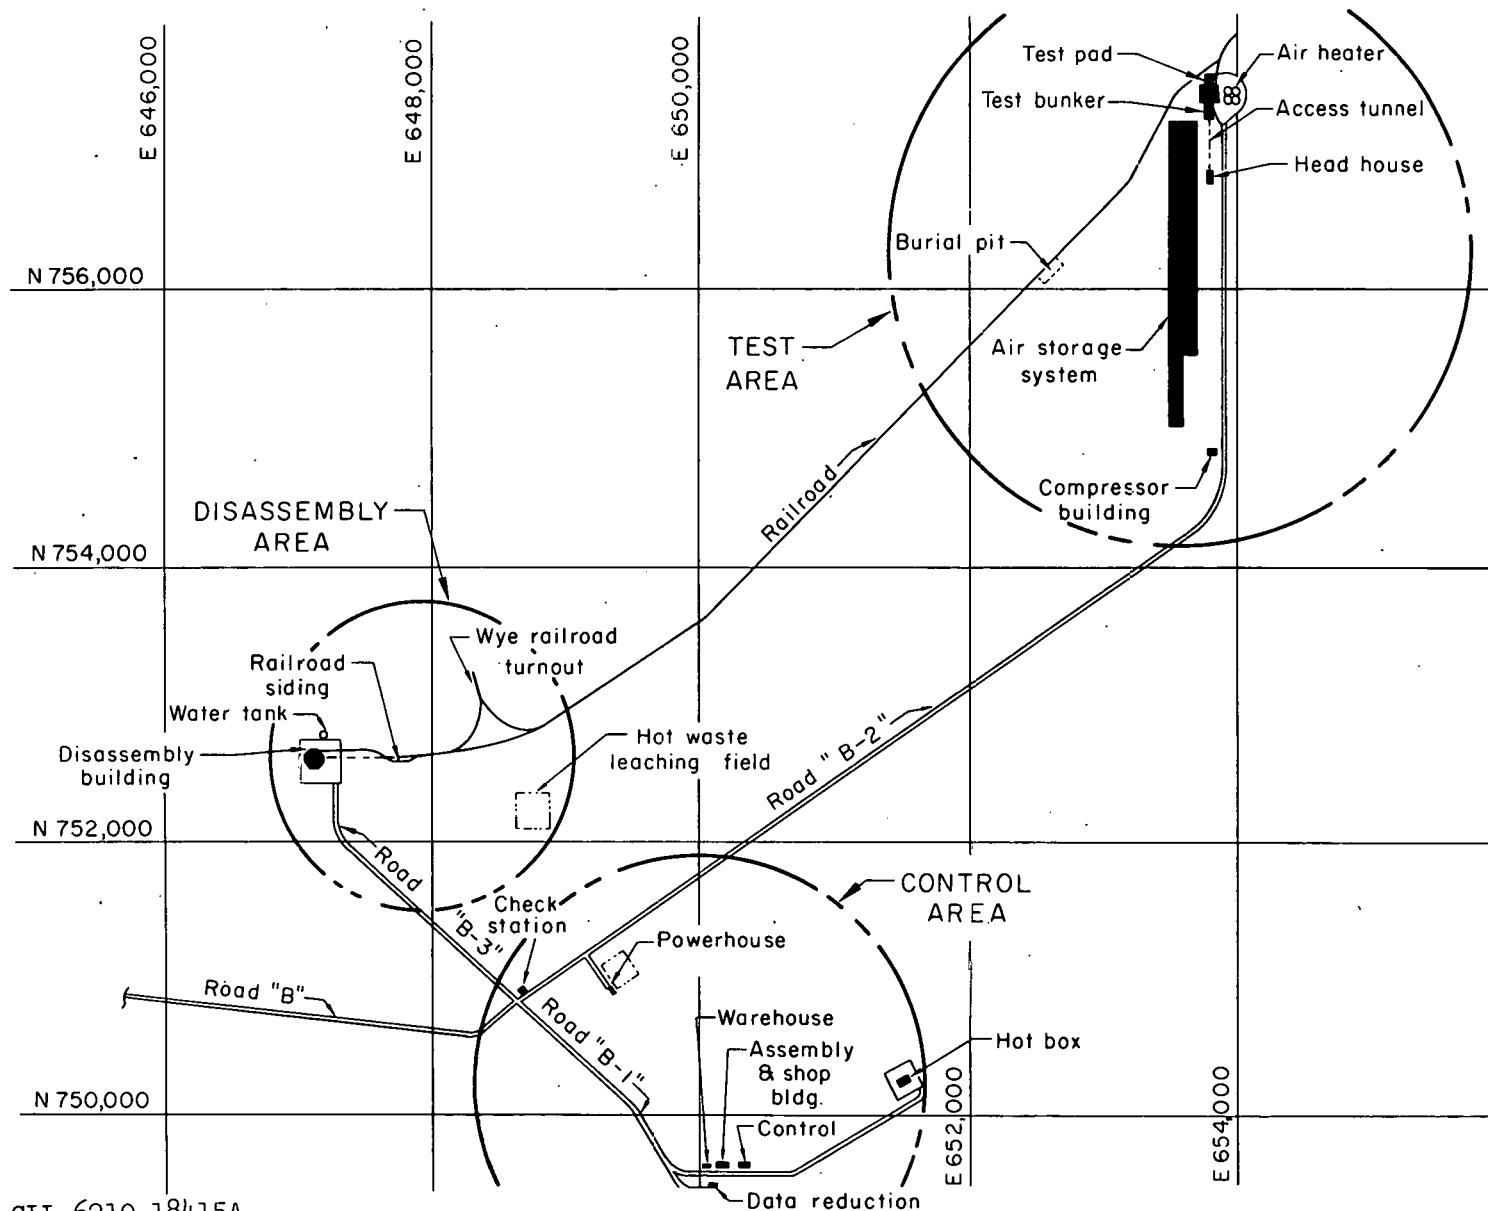 E 646,000
E 648,000
E 650,000
Test pad
Air heater
Test bunker
Access tunnel
Head house
Burial pit
N 756,000
TEST
AREA
Air storage
system
Railroad
Compressor
building
DISASSEMBLY
AREA
N 754,000
Wye railroad
turnout
Railroad
siding
Water tank
Disassembly
building
Hot waste
leaching field
Road "B-2"
N 752,000
Road
"B-3"
CONTROL
AREA
Check
station
Powerhouse
Road "B"
Road "B-1"
Warehouse
Assembly
& shop
bldg.
Hot box
N 750,000
Control
E 652,000
E 654,000
Data reduction